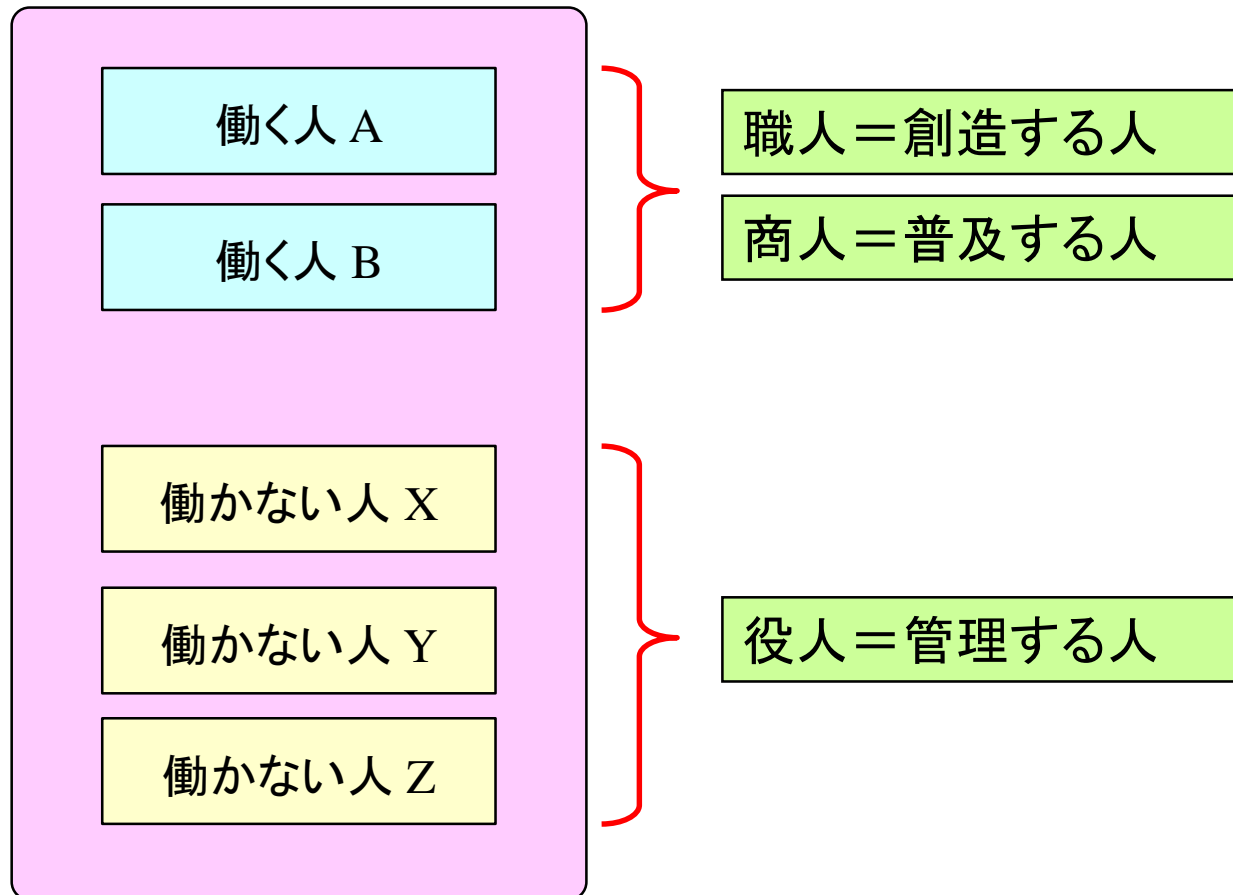 働く人 A
働く人 B
職人＝創造する人
商人＝普及する人
働かない人 X
働かない人 Y
働かない人 Z
役人＝管理する人